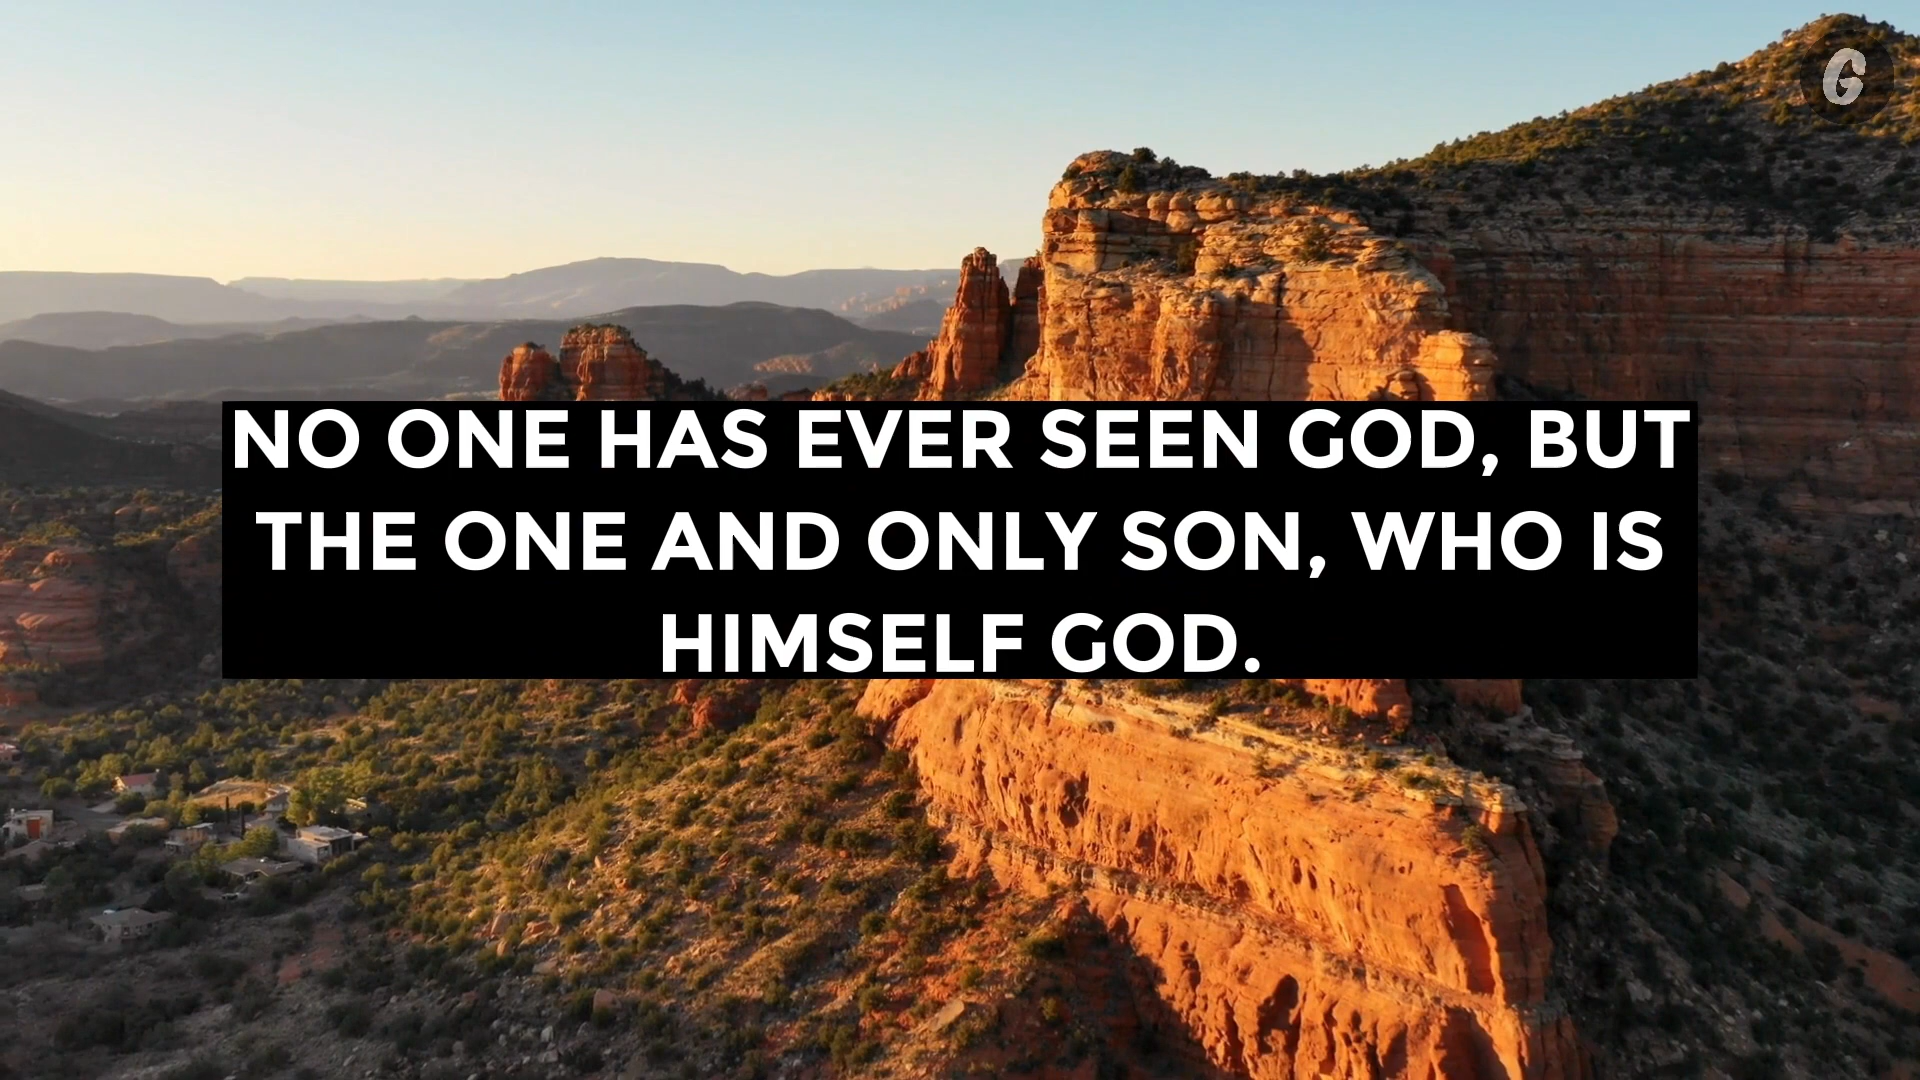 G
NO ONE HAS EVER SEEN GOD, BUT
THE ONE AND ONLY SON, WHO IS
HIMSELF GOD.